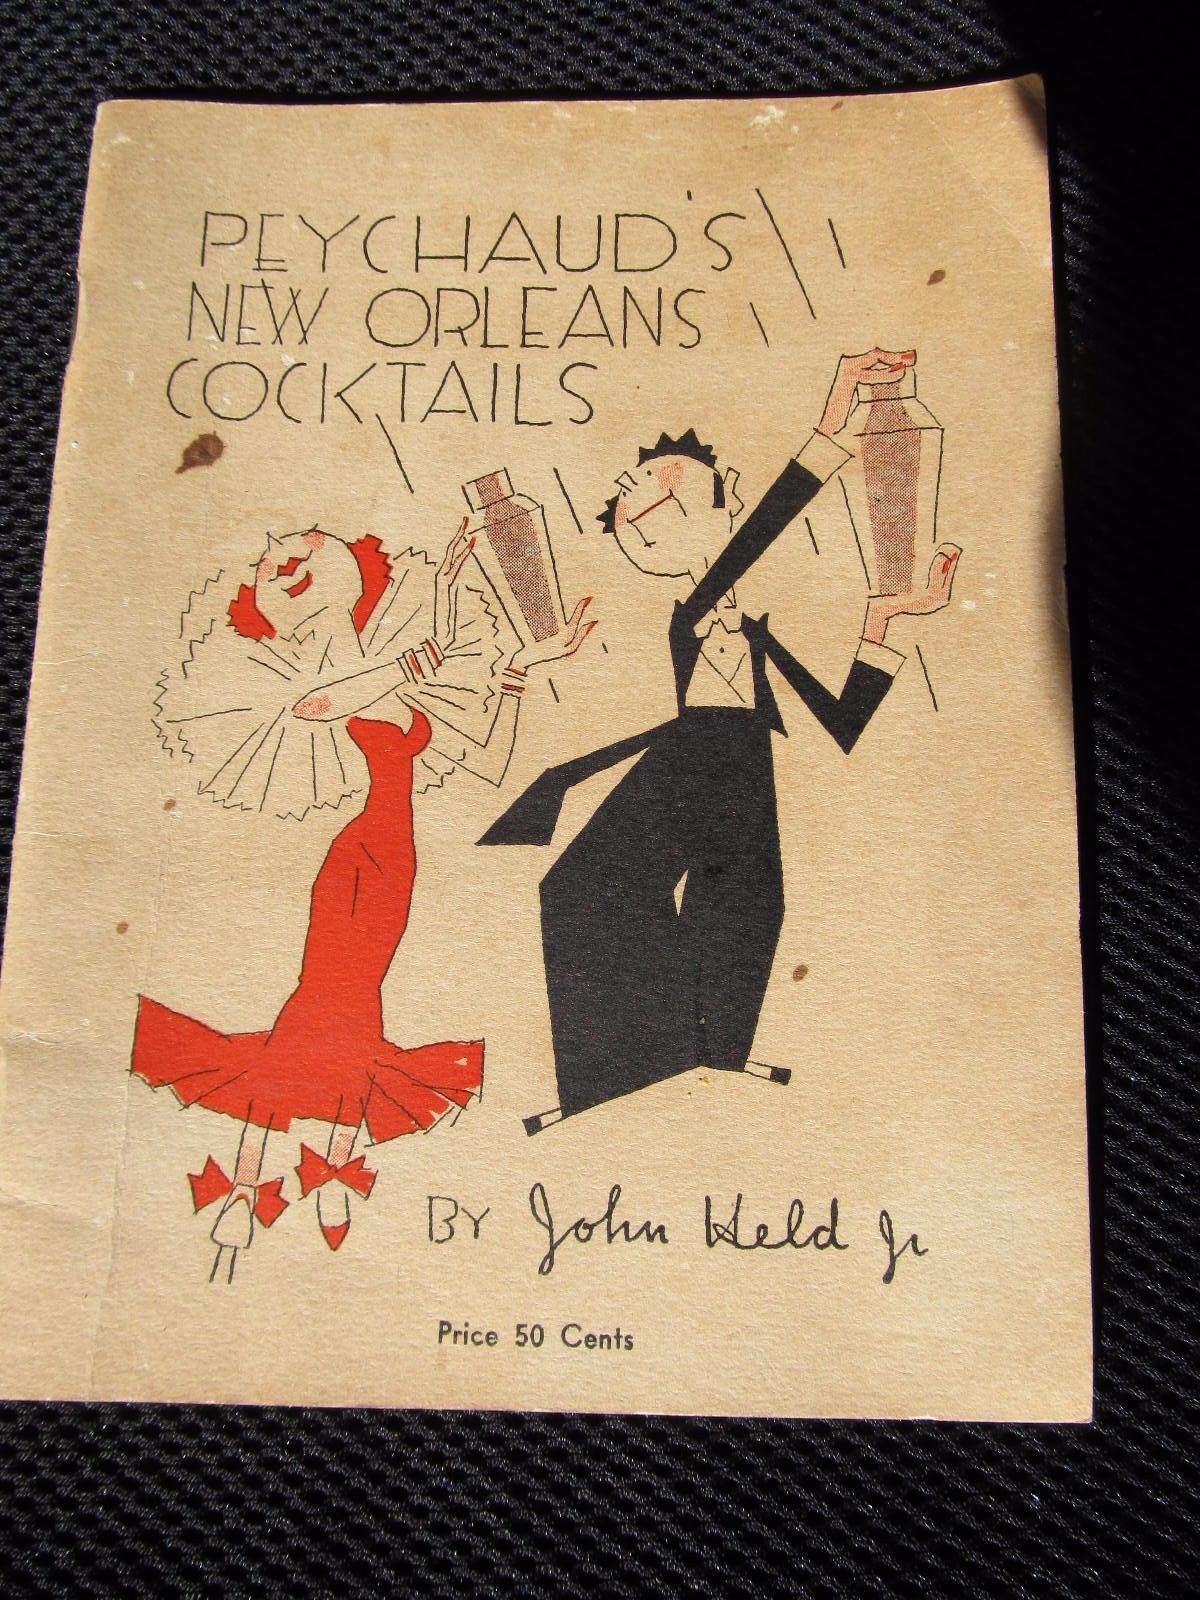 PEYCHAUD'S
NEW ORLEANS
COCKTAILS
BY John Held Jr
Price 50 Cents